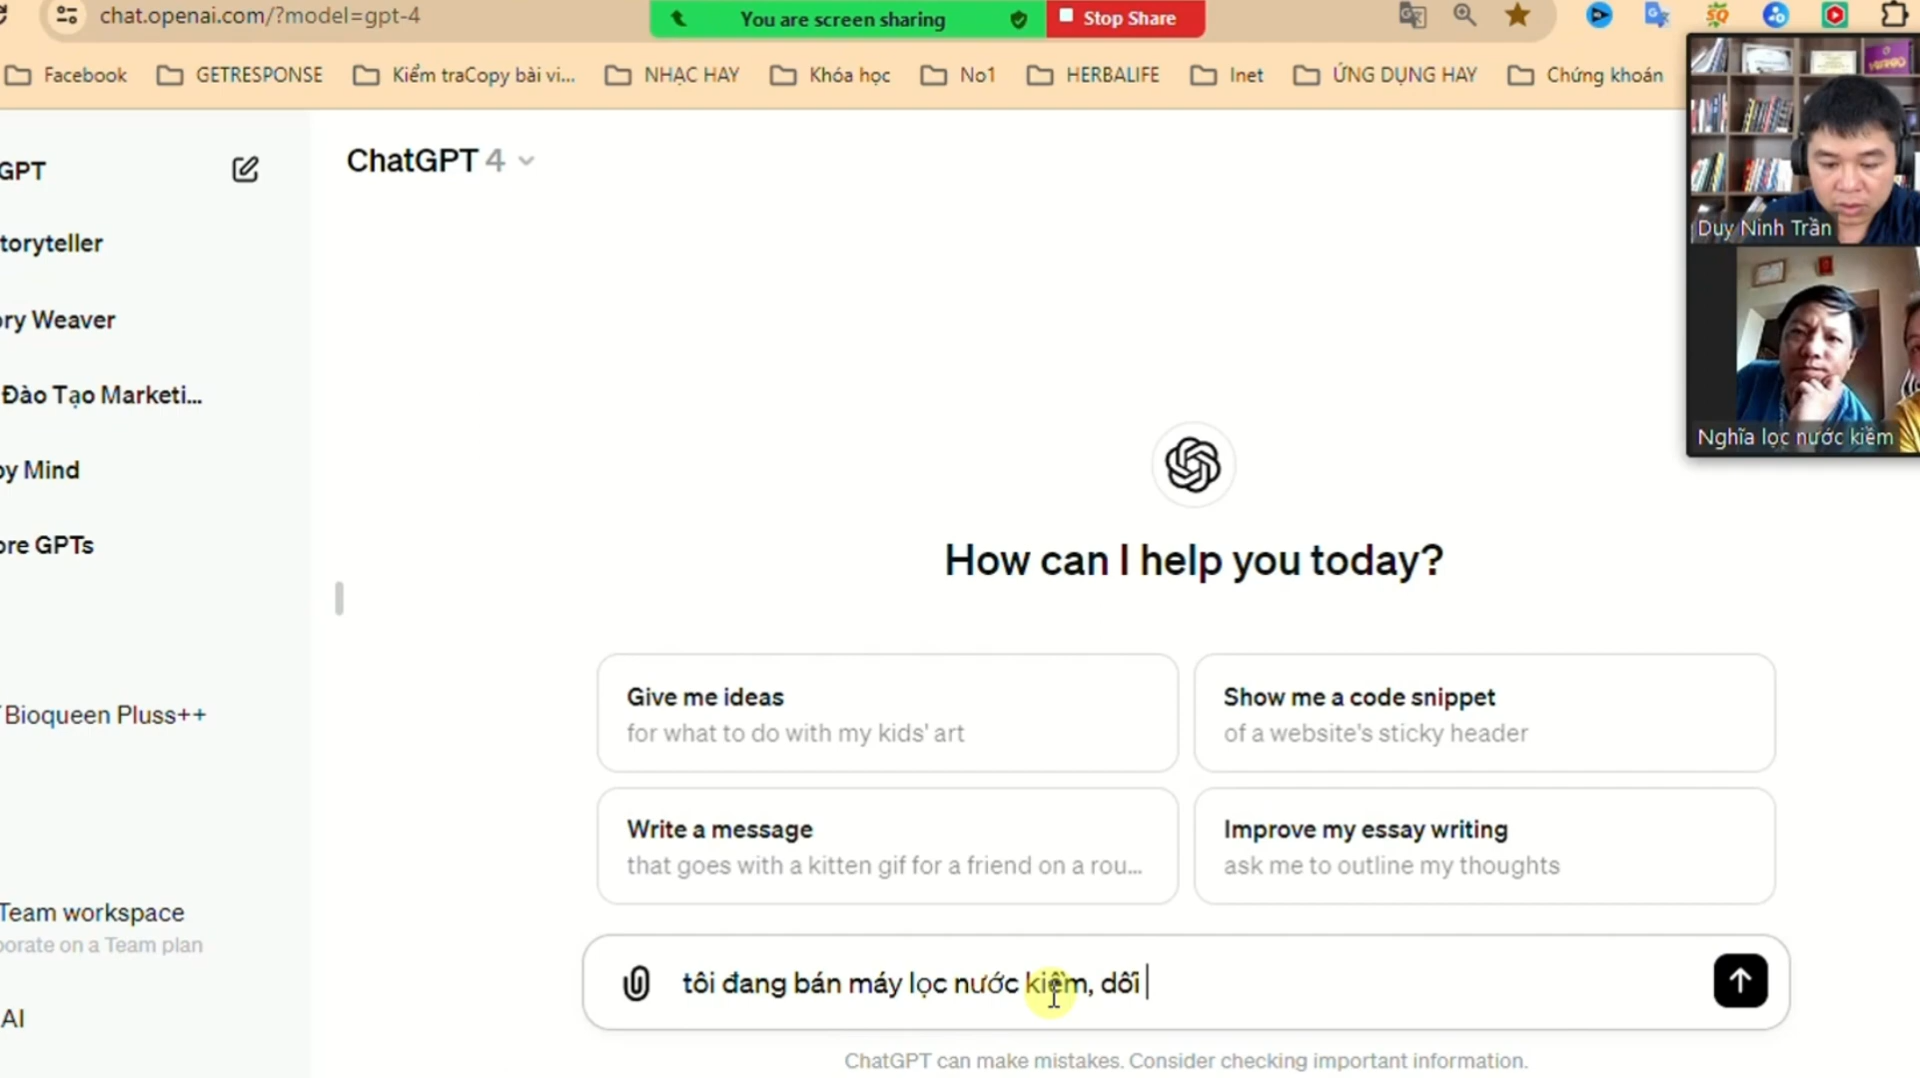 chat.openai.com/?model=gpt-4
You are screen sharing
Stop Share
Facebook
GETRESPONSE
Kiểm traCopy bài vi...
NHẠC HAY
Khóa học
No1
HERBALIFE
Inet
ỨNG DỤNG HAY
Chứng khoán
GPT
ChatGPT 4
toryteller
ory Weaver
Đào Tạo Marketi...
by Mind
ore GPTs
Bioqueen Pluss++
Team workspace
borate on a Team plan
AI
Duy Ninh Trần
Nghĩa lọc nước kiềm
How can I help you today?
Give me ideas
for what to do with my kids' art
Show me a code snippet
of a website's sticky header
Write a message
that goes with a kitten gif for a friend on a rou...
Improve my essay writing
ask me to outline my thoughts
tôi đang bán máy lọc nước kiềm, dối
ChatGPT can make mistakes. Consider checking important information.